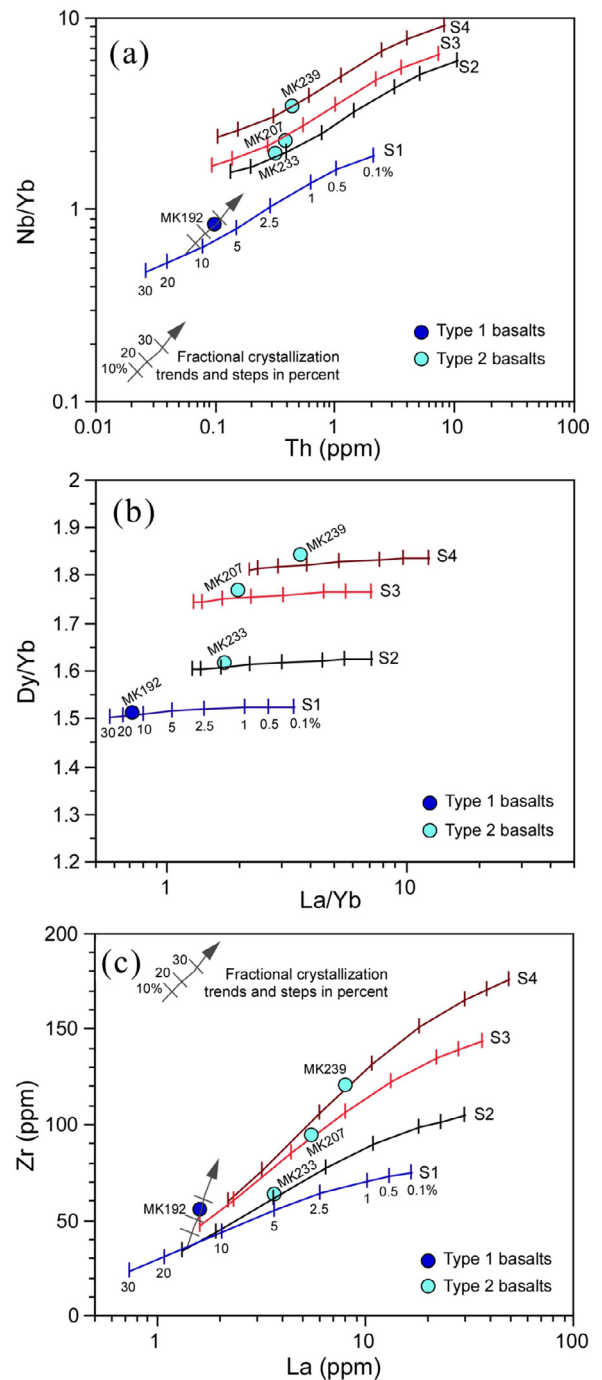 (a)
10
1
0.1
Nb/Yb
S4
S3
S2
S1
MK239
MK207
MK233
MK192
30
20
10
5
2.5
1
0.5
0.1%
10%
20
30
Fractional crystallization
trends and steps in percent
Type 1 basalts
Type 2 basalts
0.01
0.1
1
10
100
Th (ppm)
(b)
2
1.9
1.8
1.7
1.6
1.5
1.4
1.3
1.2
Dy/Yb
MK239
S4
MK207
S3
MK233
S2
MK192
S1
30
20
10
5
2.5
1
0.5
0.1%
Type 1 basalts
Type 2 basalts
1
10
La/Yb
(c)
200
150
100
50
0
Zr (ppm)
10%
20
30
Fractional crystallization
trends and steps in percent
S4
S3
S2
S1
MK239
MK207
MK233
MK192
30
20
10
5
2.5
1
0.5
0.1%
Type 1 basalts
Type 2 basalts
1
10
100
La (ppm)